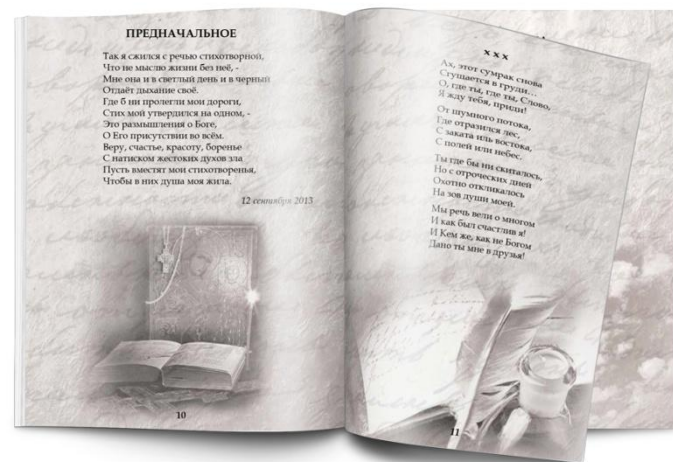 ПРЕДНАЧАЛЬНОЕ
Так я сжился с речью стихотворной,
Что не мыслю жизни без неё, -
Мне она и в светлый день и в черный
Отдаёт дыхание своё.
Где б ни пролегли мои дороги,
Стих мой утвердился на одном, -
Это размышления о Боге,
О Его присутствии во всём.
Веру, счастье, красоту, боренье
С натиском жестоких духов зла
Пусть вместят мои стихотворенья,
Чтобы в них душа моя жила.
12 сентября 2013
10
х х х
Ах, этот сумрак снова
Сгущается в груди…
О, где ты, где ты, Слово,
Я жду тебя, приди!
От шумного потока,
Где отразился лес,
С заката иль востока,
С полей или небес.
Ты где бы ни скиталось,
Но с отроческих дней
Охотно откликалось
На зов души моей.
Мы речь вели о многом
И как был счастлив я!
И Кем же, как не Богом
Дано ты мне в друзья!
11